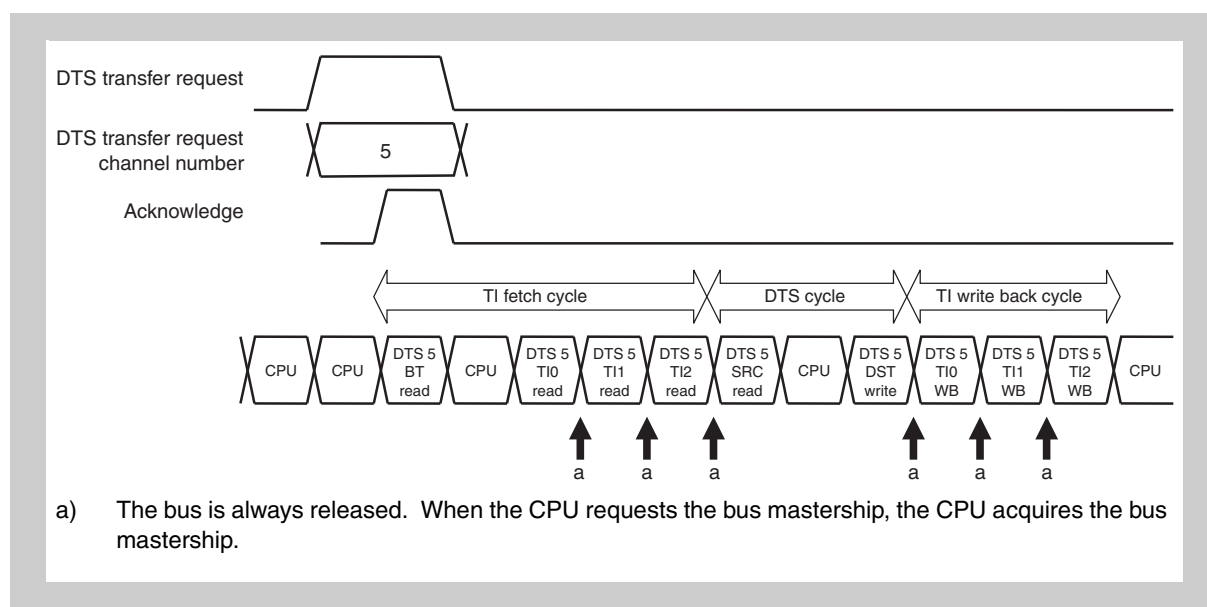 DTS transfer request
DTS transfer request
channel number
5
Acknowledge
TI fetch cycle
DTS cycle
TI write back cycle
CPU
CPU
DTS 5
BT
read
CPU
DTS 5
TI0
read
DTS 5
TI1
read
DTS 5
TI2
read
DTS 5
SRC
read
CPU
DTS 5
DST
write
DTS 5
TI0
WB
DTS 5
TI1
WB
DTS 5
TI2
WB
CPU
a
a
a
a
a
a
a) The bus is always released. When the CPU requests the bus mastership, the CPU acquires the bus
mastership.